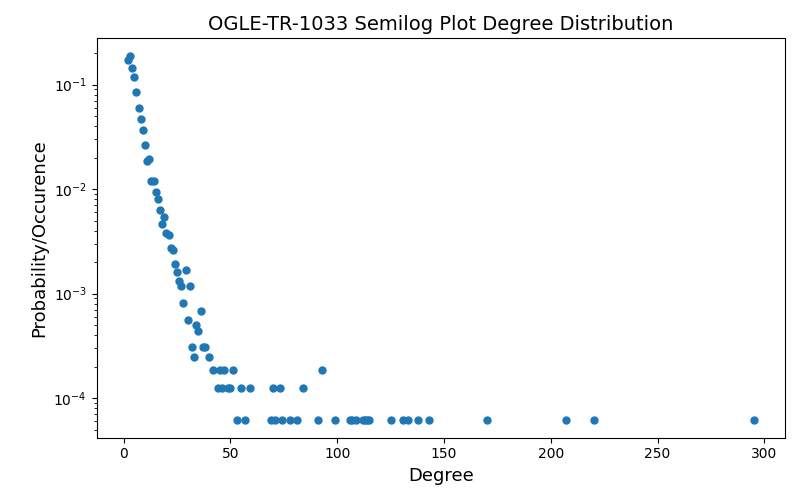 OGLE-TR-1033 Semilog Plot Degree Distribution
Probability/Occurence
10⁻¹
10⁻²
10⁻³
10⁻⁴
0 50 100 150 200 250 300
Degree